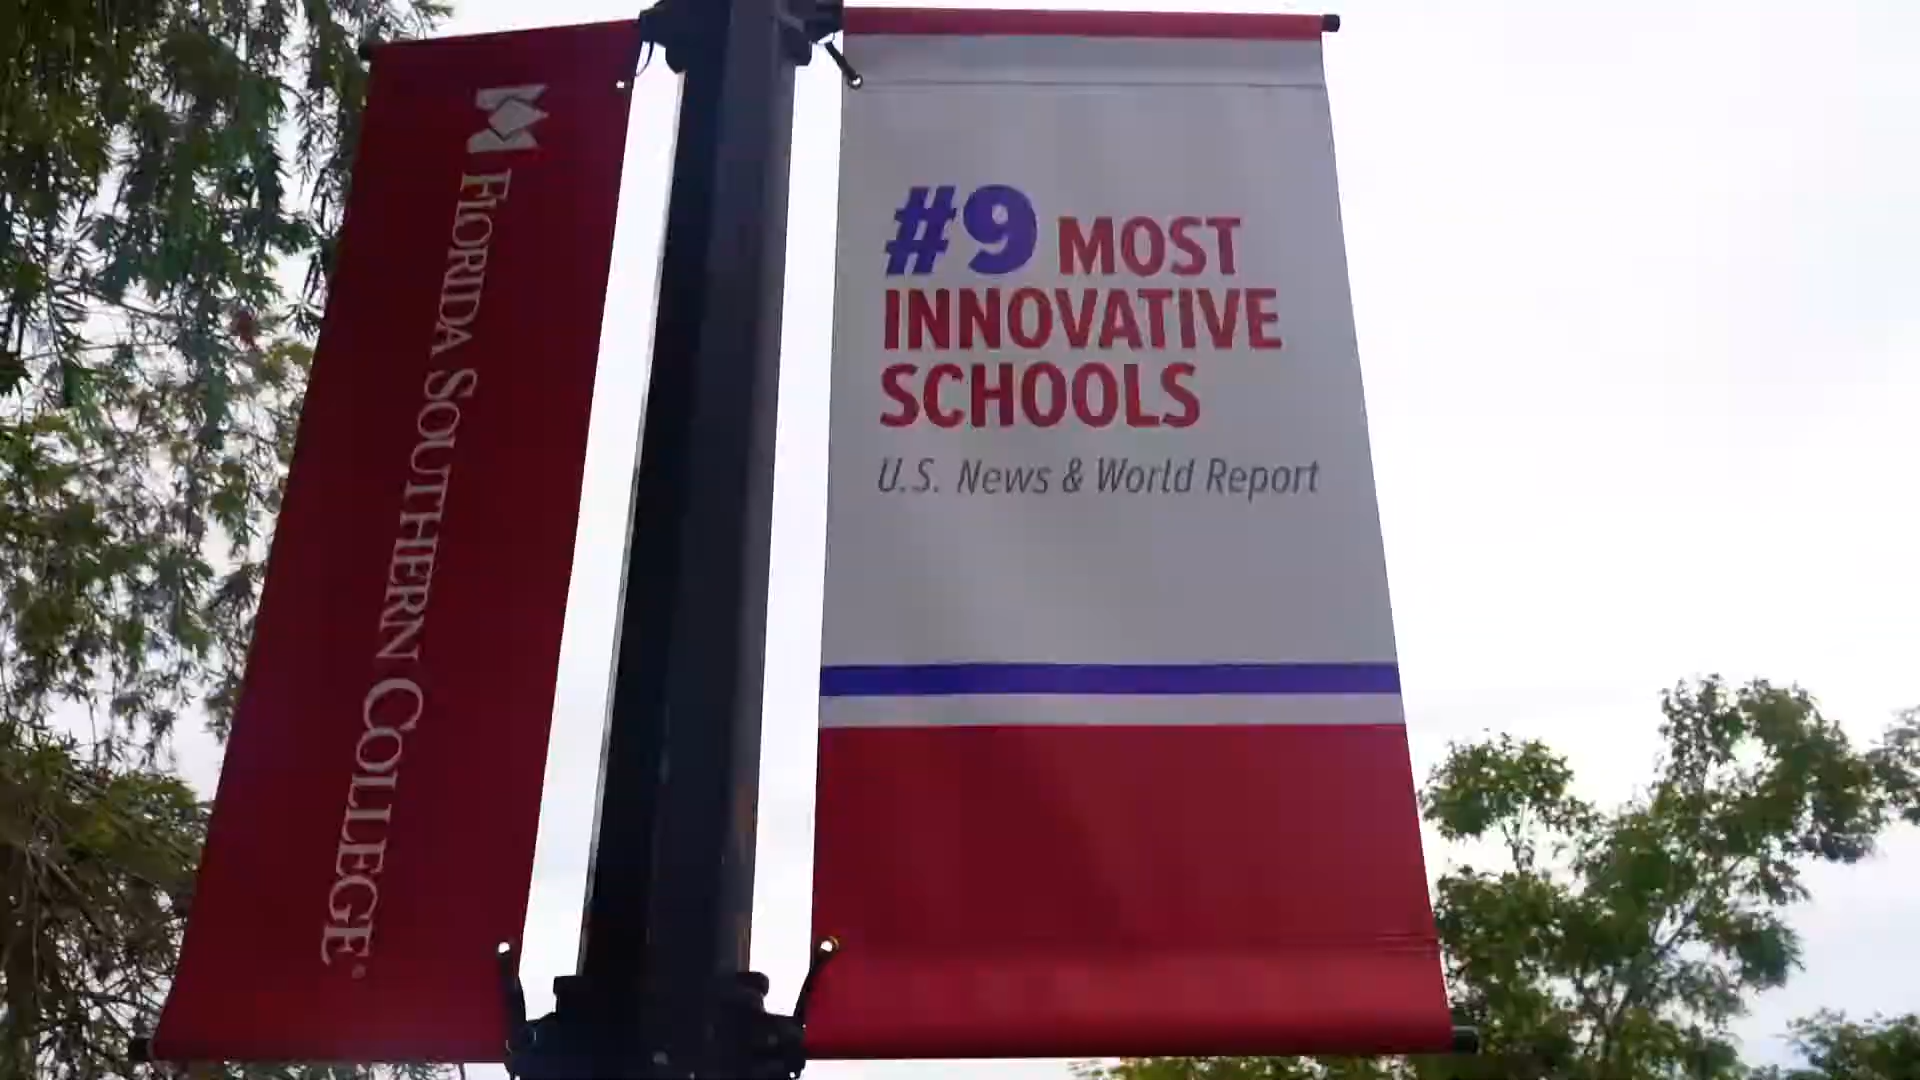 FLORIDA SOUTHERN COLLEGE®
#9 MOST
INNOVATIVE
SCHOOLS
U.S. News & World Report